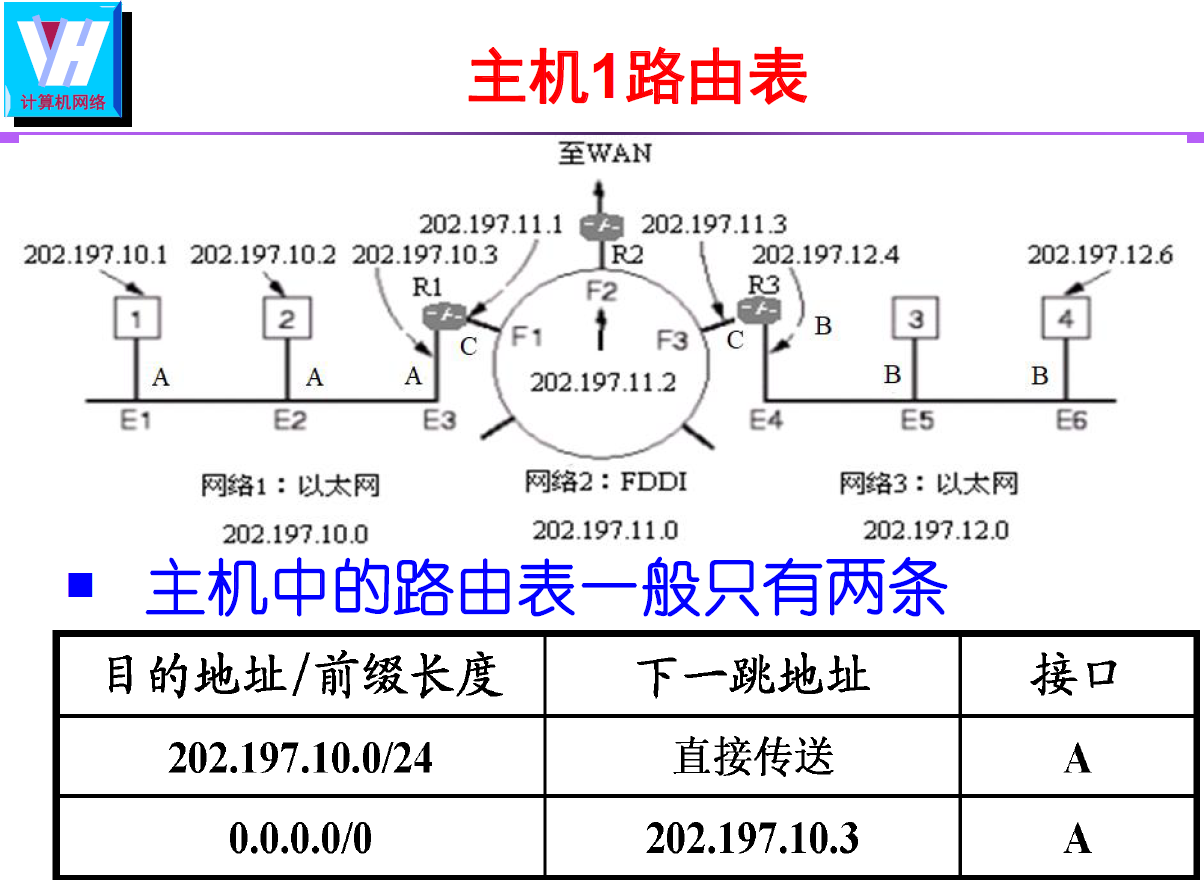 计算机网络
主机1路由表
至WAN
202.197.11.1 202.197.11.3
202.197.10.1 202.197.10.2 202.197.10.3 R2 202.197.12.4 202.197.12.6
R1 F2 R3
1 2 F1 F3 B 3 4
C C
A A A 202.197.11.2 B B
E1 E2 E3 E4 E5 E6
网络1：以太网 网络2：FDDI 网络3：以太网
202.197.10.0 202.197.11.0 202.197.12.0
主机中的路由表一般只有两条
目的地址/前缀长度 下一跳地址 接口
202.197.10.0/24 直接传送 A
0.0.0.0/0 202.197.10.3 A